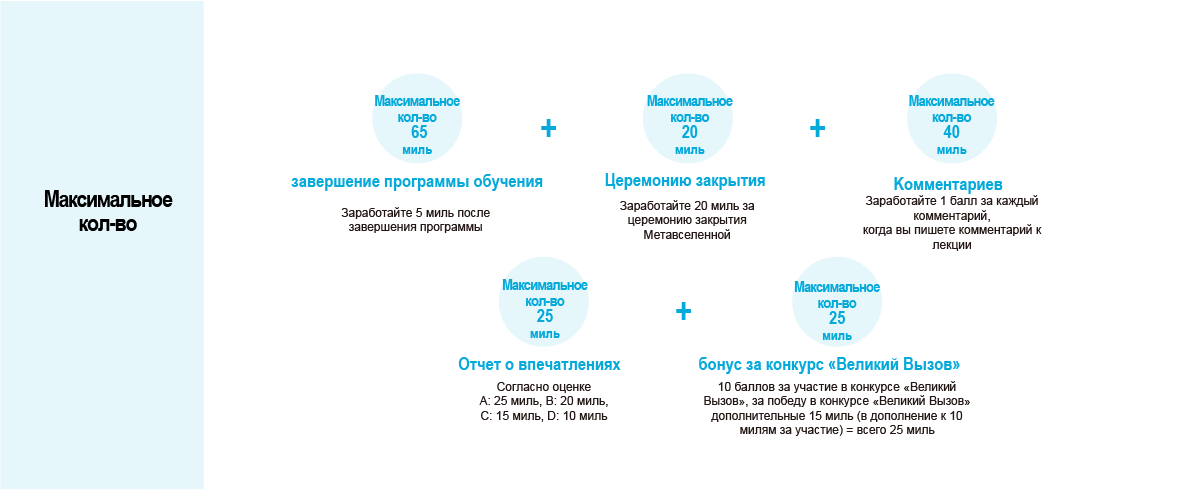 Максимальное
кол-во
Максимальное
кол-во
65
миль
+
Максимальное
кол-во
20
миль
+
Максимальное
кол-во
40
миль
завершение программы обучения
Заработайте 5 миль после
завершения программы
Церемонию закрытия
Заработайте 20 миль за
церемонию закрытия
Метавселенной
Kомментариев
Заработайте 1 балл за каждый
комментарий,
когда вы пишете комментарий к
лекции
Максимальное
кол-во
25
миль
+
Максимальное
кол-во
25
миль
Отчет о впечатлениях
Согласно оценке
A: 25 миль, B: 20 миль,
C: 15 миль, D: 10 миль
бонус за конкурс «Великий Вызов»
10 баллов за участие в конкурсе «Великий
Вызов», за победу в конкурсе «Великий Вызов»
дополнительные 15 миль (в дополнение к 10
милям за участие) = всего 25 миль